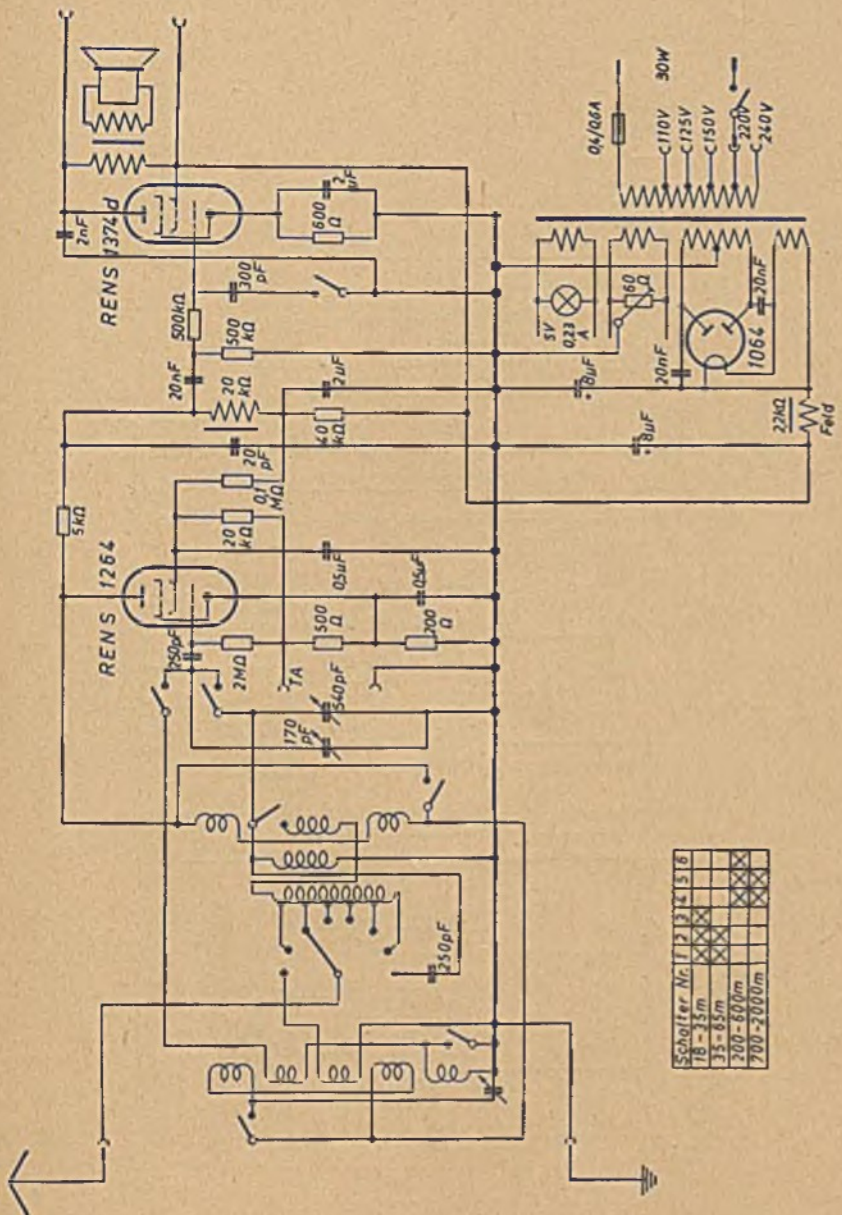 RENS 1264
RENS 1374d
5kΩ
250pF
2MΩ
TA
20 kΩ
0,1 MΩ
20 pF
20 kΩ
20nF
500kΩ
500 kΩ
300 pF
2nF
170 pF
540pF
500 Ω
200 Ω
0,5µF
0,5µF
40 kΩ
2µF
600 Ω
2 µF
250pF
8µF
8µF
22kΩ
Feld
20nF
20nF
1064
60 Ω
5V
0,23 A
0,4/0,6A
30W
110V
125V
150V
220V
240V
Schalter Nr. 1 2 3 4 5 6
18-35m
35-85m
200-600m
700-2000m